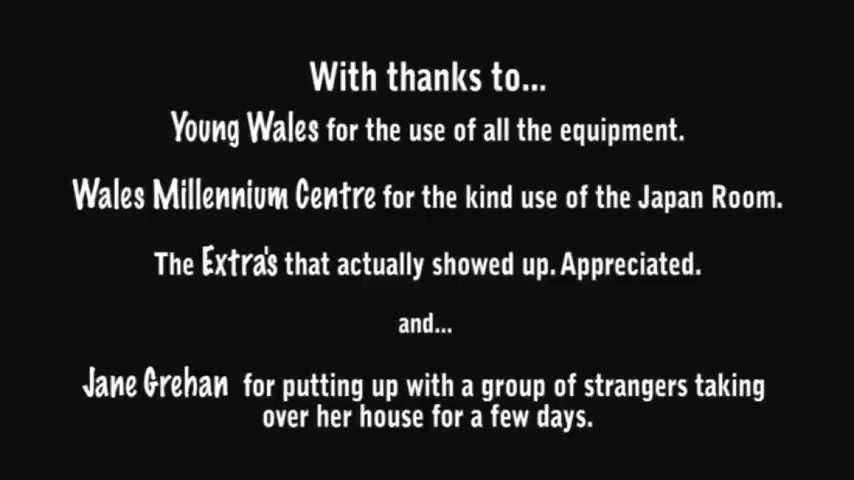 With thanks to...
Young Wales for the use of all the equipment.
Wales Millennium Centre for the kind use of the Japan Room.
The Extra's that actually showed up. Appreciated.
and...
Jane Grehan for putting up with a group of strangers taking
over her house for a few days.